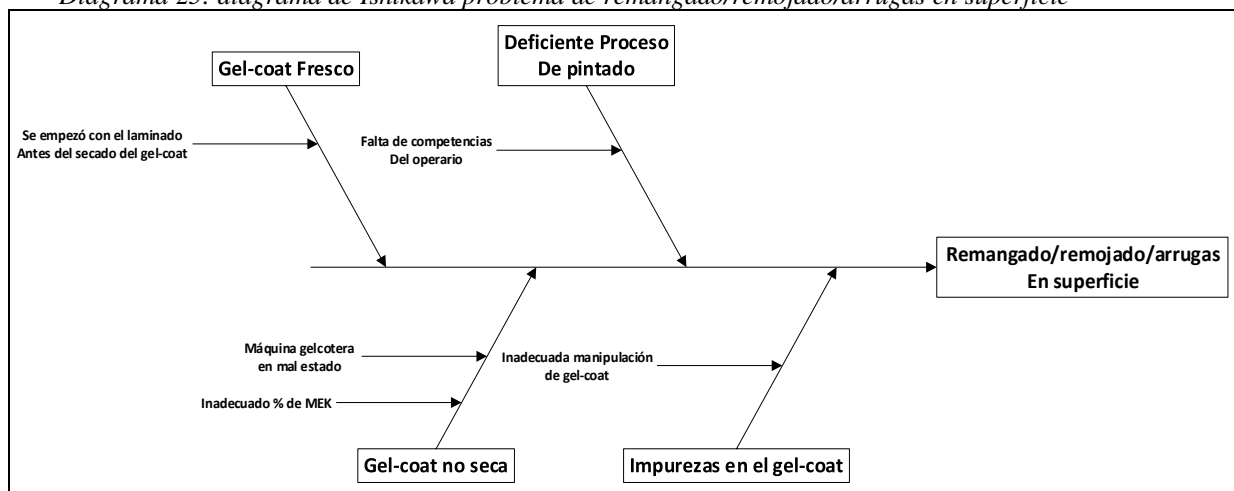 Diagrama 25: diagrama de Ishikawa problema de remangado/remojado/arrugas en superficie
Gel-coat Fresco
Deficiente Proceso
De pintado
Se empezó con el laminado
Antes del secado del gel-coat
Falta de competencias
Del operario
Remangado/remojado/arrugas
En superficie
Máquina gelcotera
en mal estado
Inadecuado % de MEK
Inadecuada manipulación
de gel-coat
Gel-coat no seca
Impurezas en el gel-coat